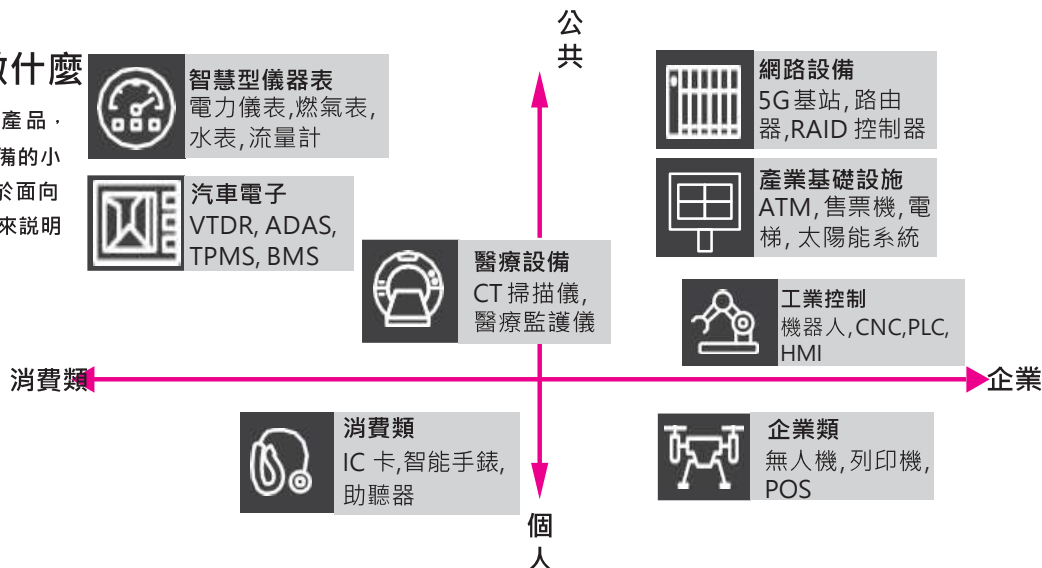 公
共
做什麼
產品，
備的小
於面向
來説明
智慧型儀器表
電力儀表,燃氣表,
水表,流量計
汽車電子
VTDR, ADAS,
TPMS, BMS
醫療設備
CT 掃描儀,
醫療監護儀
網路設備
5G基站,路由
器,RAID 控制器
產業基礎設施
ATM,售票機,電
梯, 太陽能系統
工業控制
機器人,CNC,PLC,
HMI
消費類
企業
消費類
IC 卡,智能手錶,
助聽器
企業類
無人機,列印機,
POS
個
人